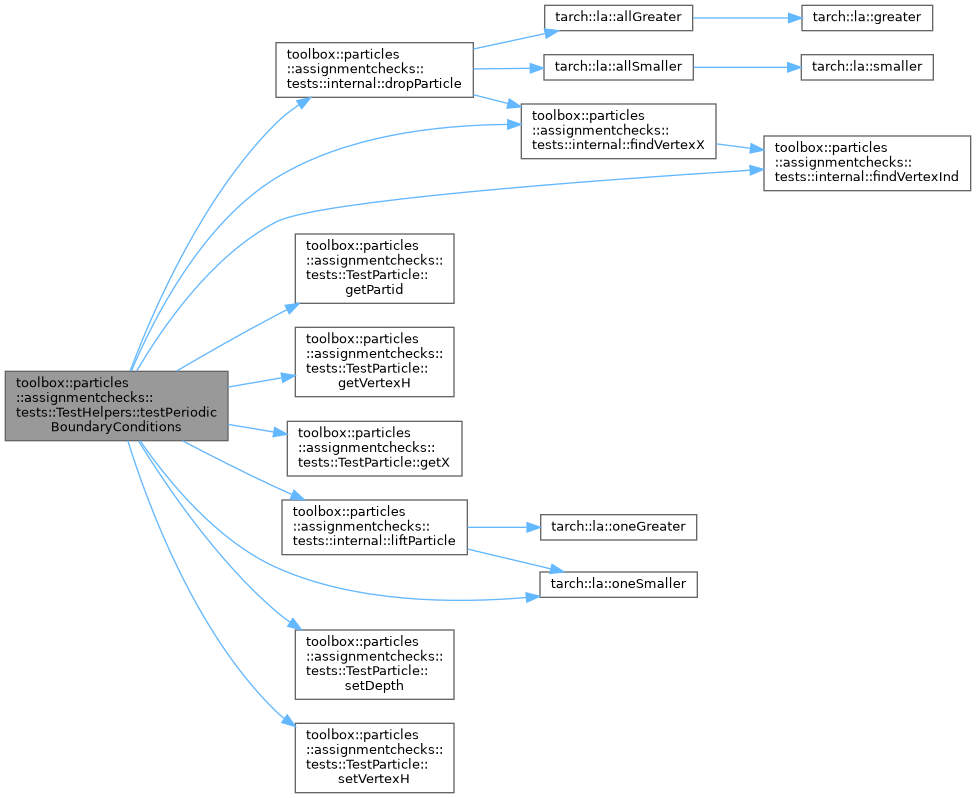 toolbox::particles
::assignmentchecks::
tests::TestHelpers::testPeriodic
BoundaryConditions
toolbox::particles
::assignmentchecks::
tests::internal::dropParticle
tarch::la::allGreater
tarch::la::greater
tarch::la::allSmaller
tarch::la::smaller
toolbox::particles
::assignmentchecks::
tests::internal::findVertexX
toolbox::particles
::assignmentchecks::
tests::internal::findVertexInd
toolbox::particles
::assignmentchecks::
tests::TestParticle::
getPartid
toolbox::particles
::assignmentchecks::
tests::TestParticle::
getVertexH
toolbox::particles
::assignmentchecks::
tests::TestParticle::getX
toolbox::particles
::assignmentchecks::
tests::internal::liftParticle
tarch::la::oneGreater
tarch::la::oneSmaller
toolbox::particles
::assignmentchecks::
tests::TestParticle::
setDepth
toolbox::particles
::assignmentchecks::
tests::TestParticle::
setVertexH